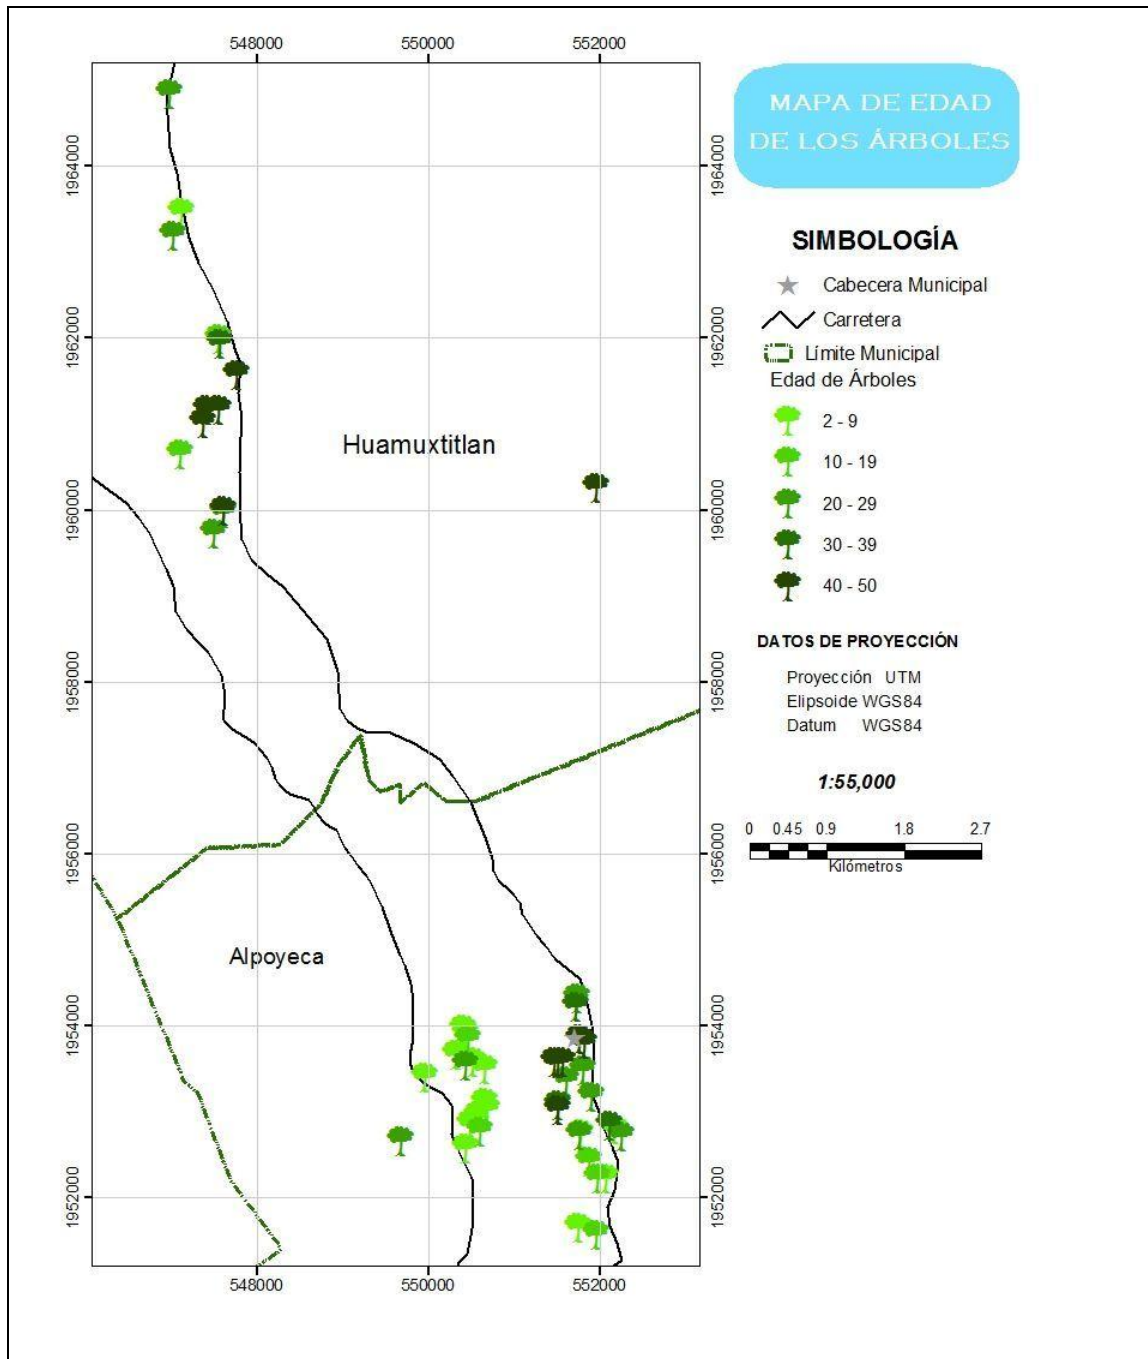 548000 550000 552000
MAPA DE EDAD
DE LOS ÁRBOLES
1964000 1964000
SIMBOLOGÍA
Cabecera Municipal
Carretera
Límite Municipal
Edad de Árboles
2 - 9
10 - 19
20 - 29
30 - 39
40 - 50
1962000 1962000
Huamuxtitlan
1960000 1960000
DATOS DE PROYECCIÓN
Proyección UTM
Elipsoide WGS84
Datum WGS84
1958000 1958000
1:55,000
0 0.45 0.9 1.8 2.7
Kilómetros
1956000 1956000
Alpoyeca
1954000 1954000
1952000 1952000
548000 550000 552000